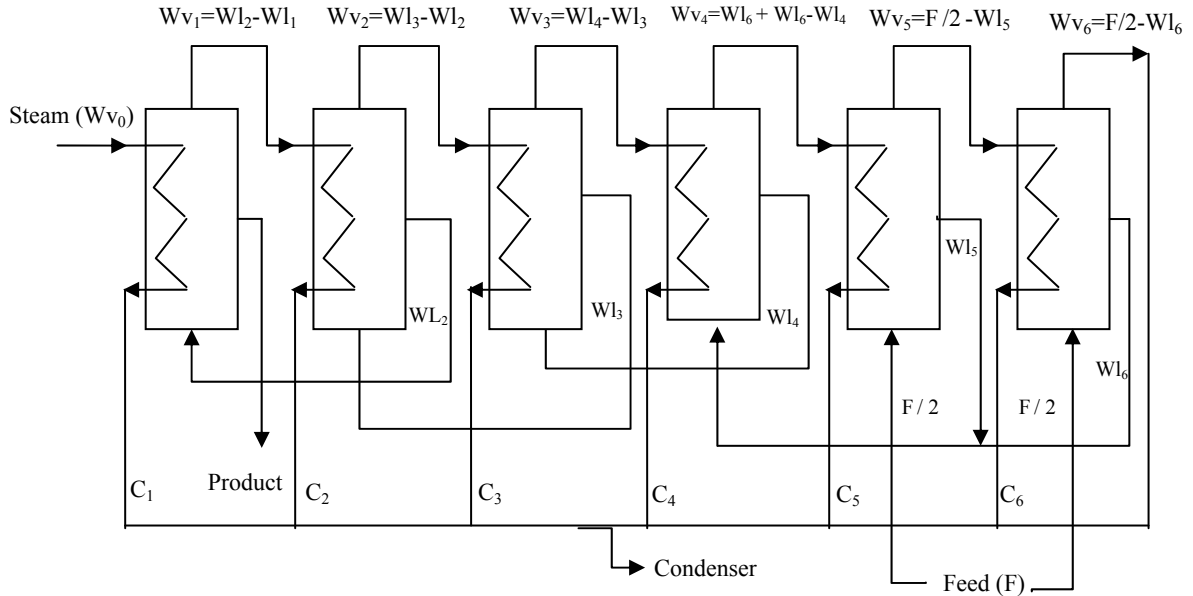 Wv₁=Wl₂-Wl₁
Wv₂=Wl₃-Wl₂
Wv₃=Wl₄-Wl₃
Wv₄=Wl₆ + Wl₆-Wl₄
Wv₅=F/2 -Wl₅
Wv₆=F/2-Wl₆
Steam (Wv₀)
WL₂
Wl₃
Wl₄
Wl₅
Wl₆
F / 2
F / 2
Product
C₁
C₂
C₃
C₄
C₅
C₆
Condenser
Feed (F)